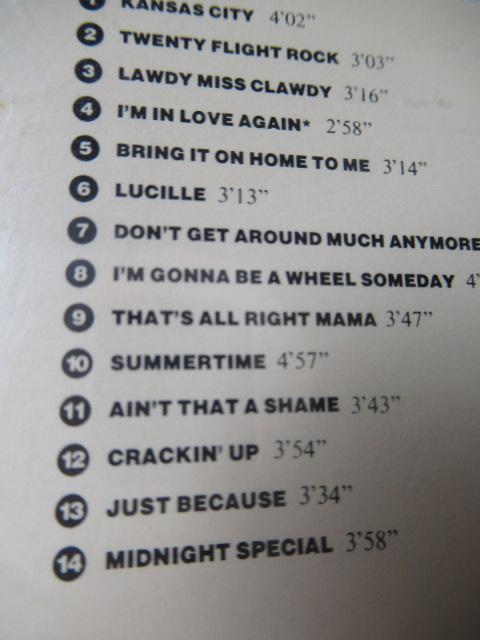 1 KANSAS CITY 4'02"
2 TWENTY FLIGHT ROCK 3'03"
3 LAWDY MISS CLAWDY 3'16"
4 I'M IN LOVE AGAIN* 2'58"
5 BRING IT ON HOME TO ME 3'14"
6 LUCILLE 3'13"
7 DON'T GET AROUND MUCH ANYMORE
8 I'M GONNA BE A WHEEL SOMEDAY 4'
9 THAT'S ALL RIGHT MAMA 3'47"
10 SUMMERTIME 4'57"
11 AIN'T THAT A SHAME 3'43"
12 CRACKIN' UP 3'54"
13 JUST BECAUSE 3'34"
14 MIDNIGHT SPECIAL 3'58"